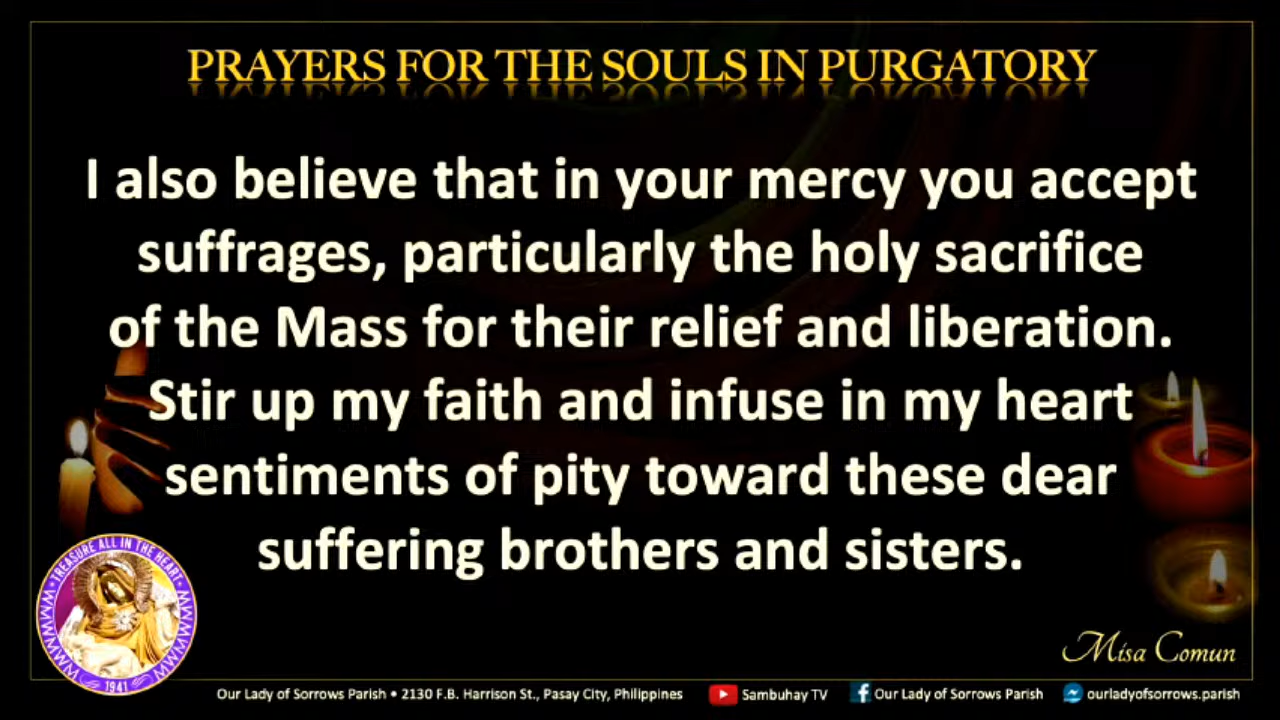 PRAYERS FOR THE SOULS IN PURGATORY
I also believe that in your mercy you accept
suffrages, particularly the holy sacrifice
of the Mass for their relief and liberation.
Stir up my faith and infuse in my heart
sentiments of pity toward these dear
suffering brothers and sisters.
TREASURE ALL IN THE HEART
1941
Misa Comun
Our Lady of Sorrows Parish • 2130 F.B. Harrison St., Pasay City, Philippines Sambuhay TV Our Lady of Sorrows Parish ourladyofsorrows.parish